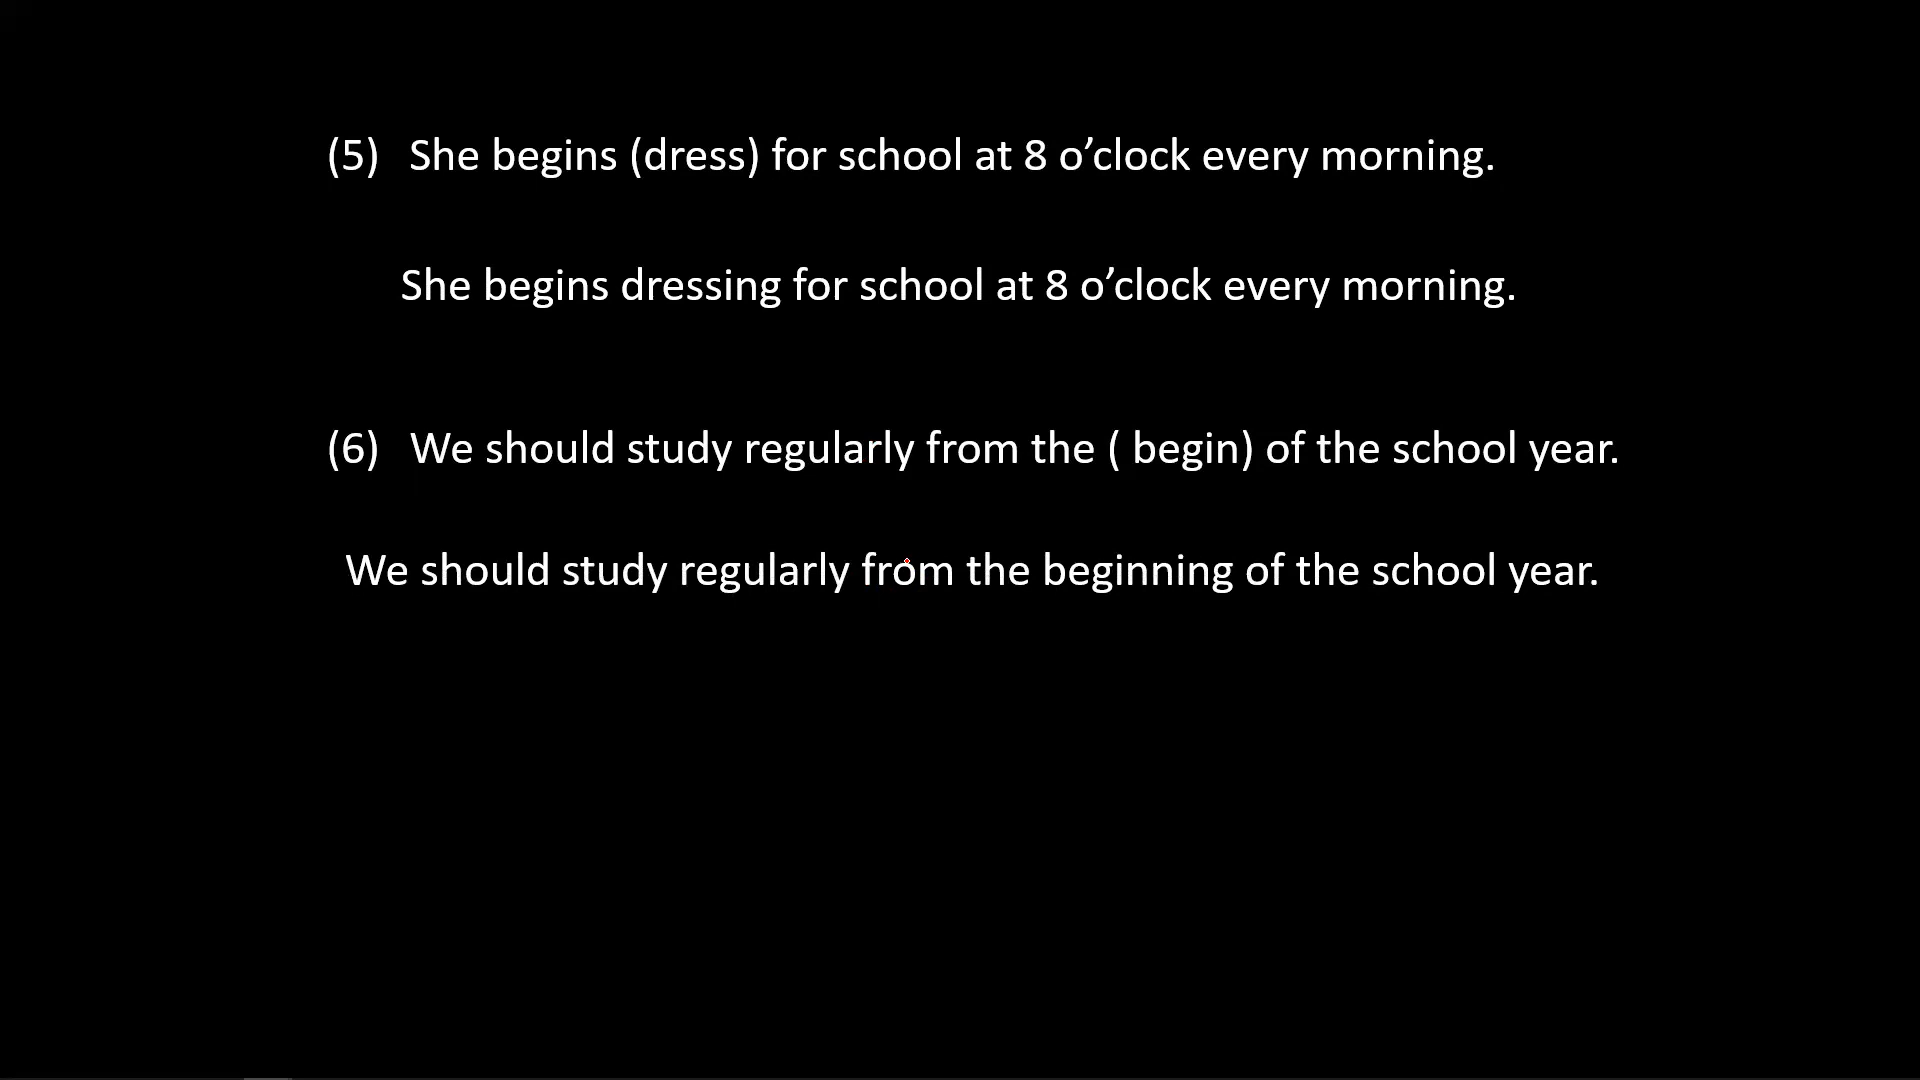 (5) She begins (dress) for school at 8 o’clock every morning.
She begins dressing for school at 8 o’clock every morning.
(6) We should study regularly from the ( begin) of the school year.
We should study regularly from the beginning of the school year.